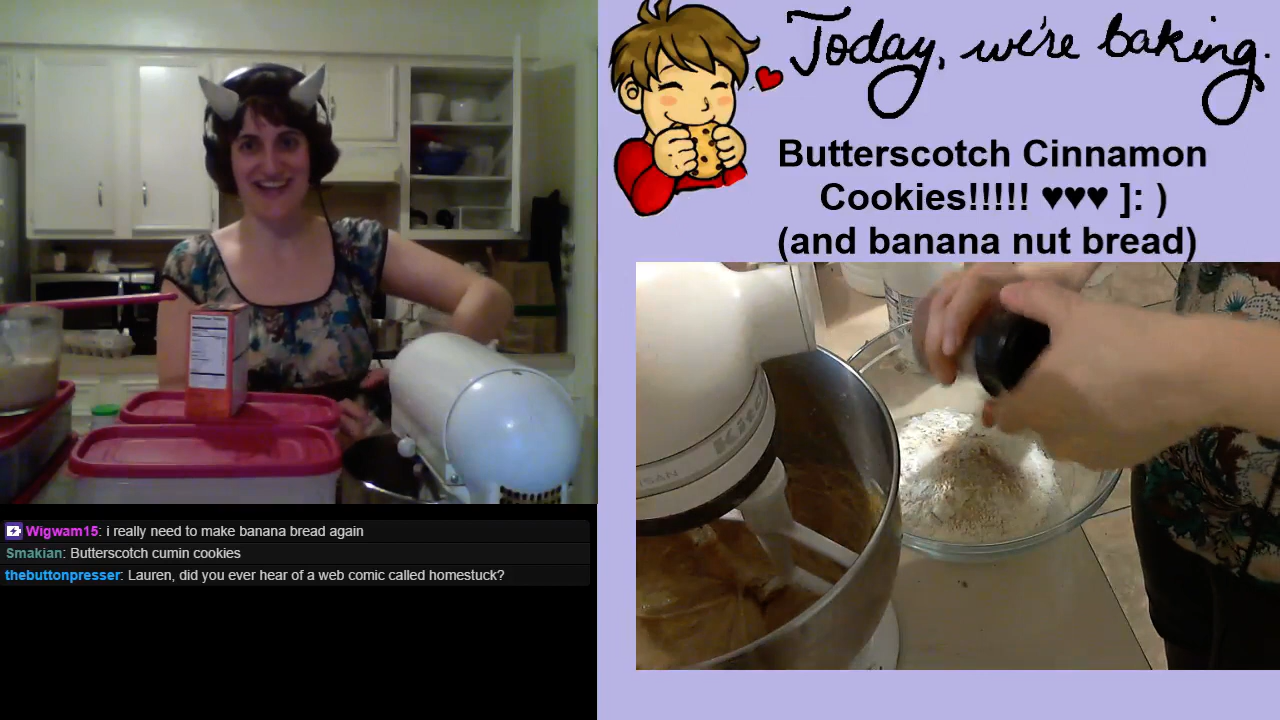 Today, we're baking.
Butterscotch Cinnamon
Cookies!!!!! ♥♥♥ ]: )
(and banana nut bread)
Wigwam15: i really need to make banana bread again
Smakian: Butterscotch cumin cookies
thebuttonpresser: Lauren, did you ever hear of a web comic called homestuck?